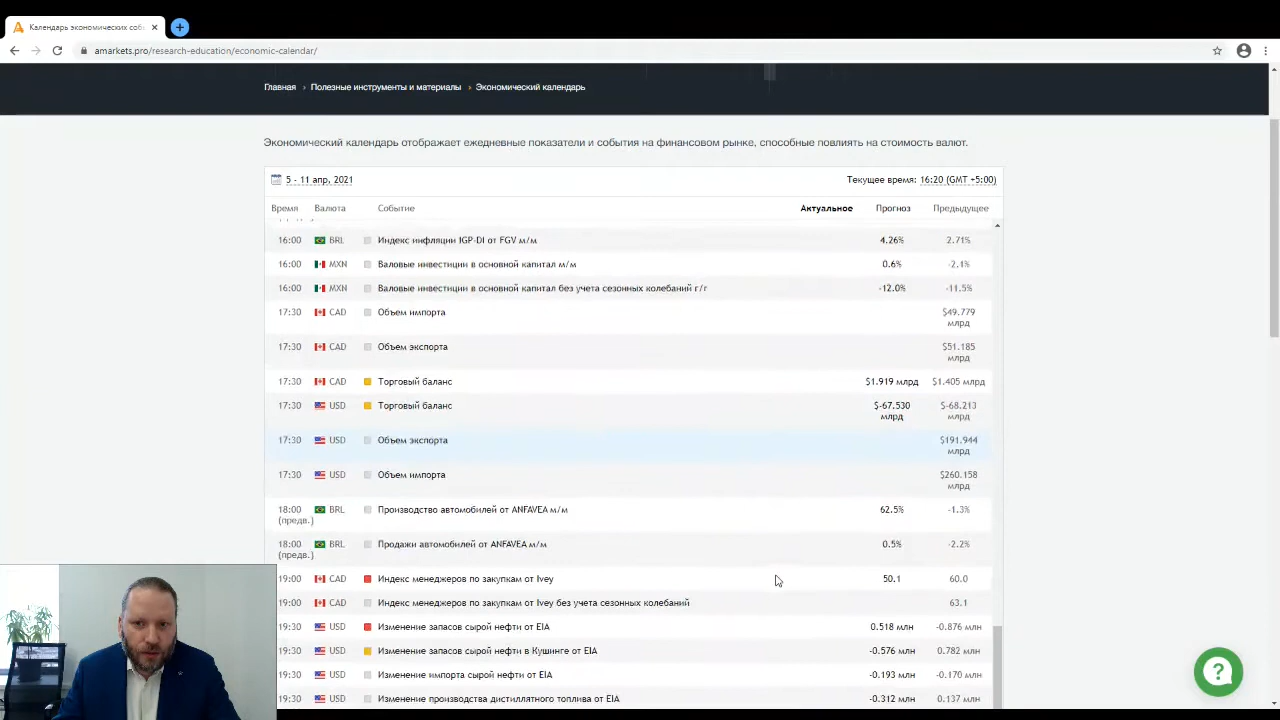 Календарь экономических соб
amarkets.pro/research-education/economic-calendar/
Главная › Полезные инструменты и материалы › Экономический календарь
Экономический календарь отображает ежедневные показатели и события на финансовом рынке, способные повлиять на стоимость валют.
5 - 11 апр, 2021 Текущее время: 16:20 (GMT +5:00)
Время Валюта Событие Актуальное Прогноз Предыдущее
16:00 BRL Индекс инфляции IGP-DI от FGV м/м 4.26% 2.71%
16:00 MXN Валовые инвестиции в основной капитал м/м 0.6% -2.1%
16:00 MXN Валовые инвестиции в основной капитал без учета сезонных колебаний г/г -12.0% -11.5%
17:30 CAD Объем импорта $49.779
млрд
17:30 CAD Объем экспорта $51.185
млрд
17:30 CAD Торговый баланс $1.919 млрд $1.405 млрд
17:30 USD Торговый баланс $-67.530 $-68.213
млрд млрд
17:30 USD Объем экспорта $191.944
млрд
17:30 USD Объем импорта $260.158
млрд
18:00 BRL Производство автомобилей от ANFAVEA м/м 62.5% -1.3%
(предв.)
18:00 BRL Продажи автомобилей от ANFAVEA м/м 0.5% -2.2%
(предв.)
19:00 CAD Индекс менеджеров по закупкам от Ivey 50.1 60.0
19:00 CAD Индекс менеджеров по закупкам от Ivey без учета сезонных колебаний 63.1
19:30 USD Изменение запасов сырой нефти от EIA 0.518 млн -0.876 млн
19:30 USD Изменение запасов сырой нефти в Кушинге от EIA -0.576 млн 0.782 млн
19:30 USD Изменение импорта сырой нефти от EIA -0.193 млн -0.170 млн
19:30 USD Изменение производства дистиллятного топлива от EIA -0.312 млн 0.137 млн